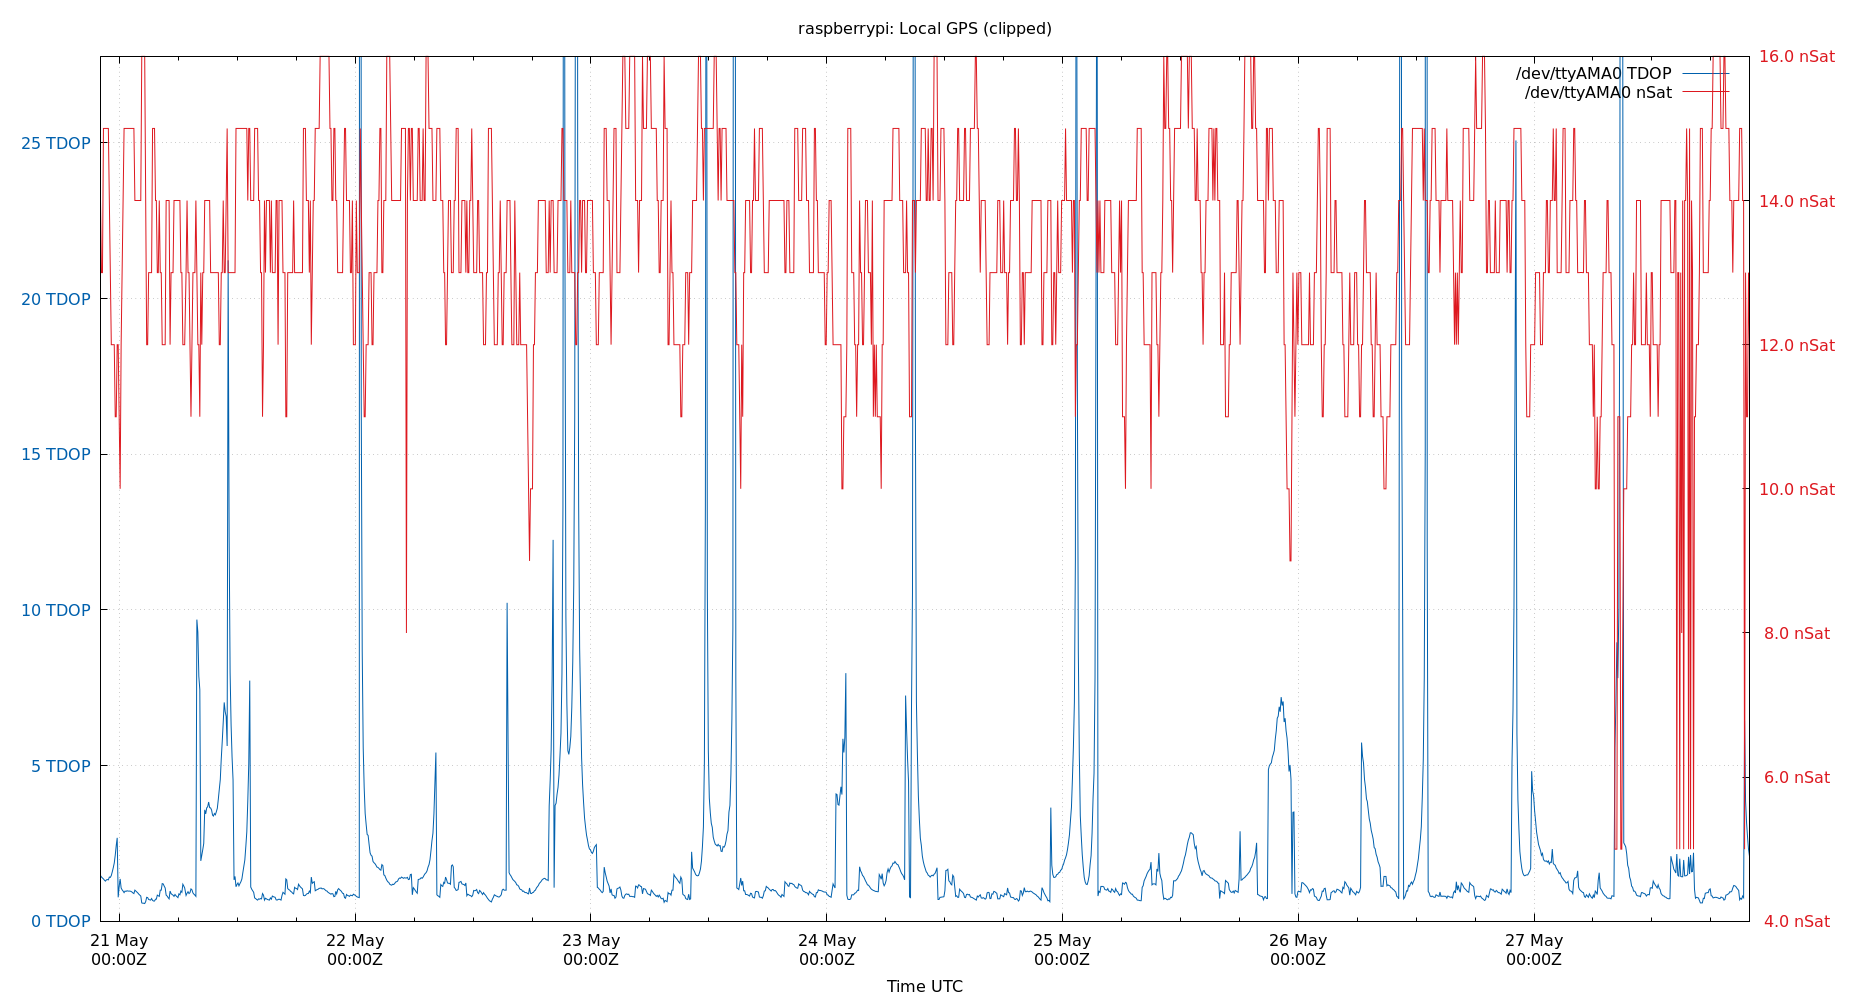 raspberrypi: Local GPS (clipped)
16.0 nSat
/dev/ttyAMA0 TDOP
/dev/ttyAMA0 nSat
25 TDOP
14.0 nSat
20 TDOP
12.0 nSat
15 TDOP
10.0 nSat
10 TDOP
8.0 nSat
5 TDOP
6.0 nSat
0 TDOP
4.0 nSat
21 May
00:00Z
22 May
00:00Z
23 May
00:00Z
24 May
00:00Z
25 May
00:00Z
26 May
00:00Z
27 May
00:00Z
Time UTC